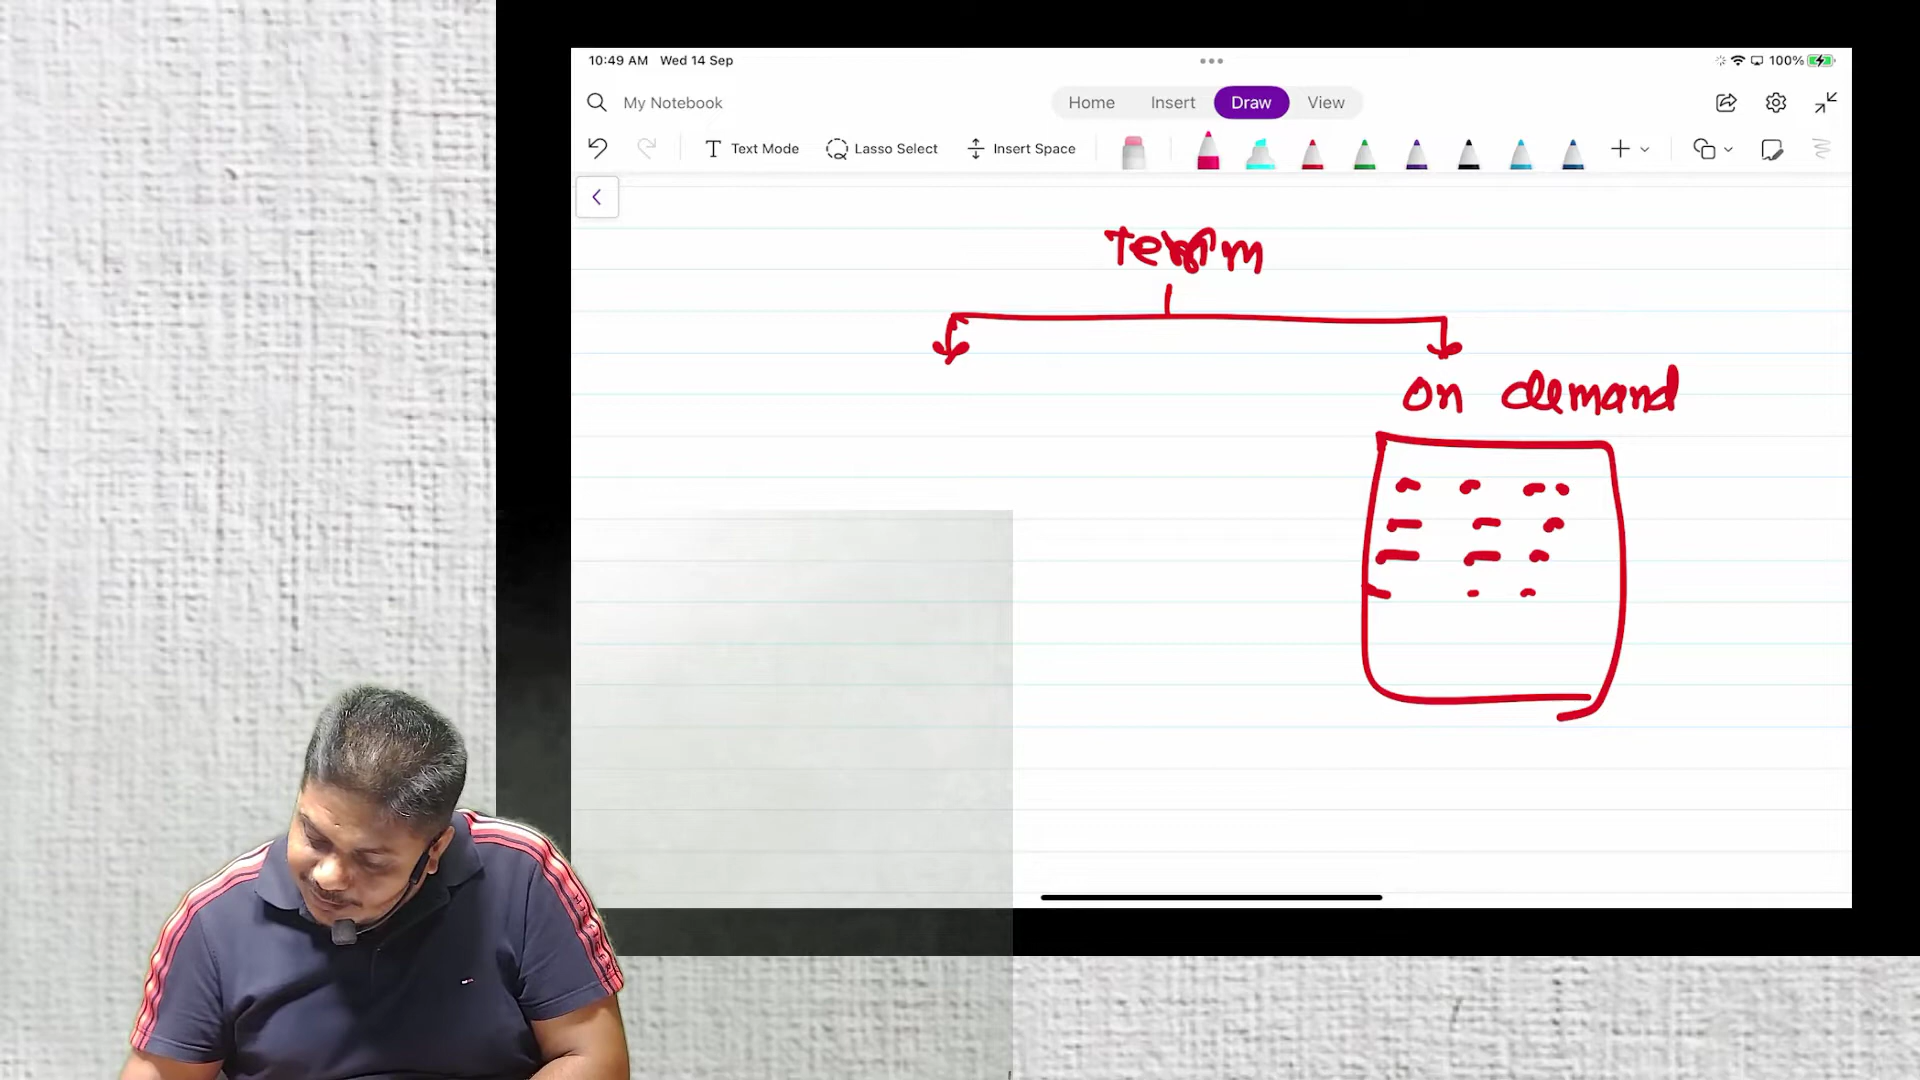 10:49 AM Wed 14 Sep
100%
My Notebook
Home Insert Draw View
Text Mode Lasso Select Insert Space
on demand